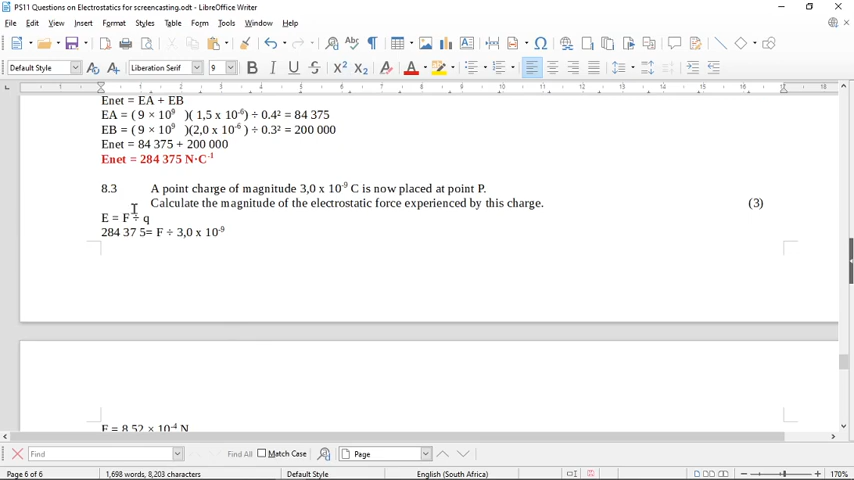 PS11 Questions on Electrostatics for screencasting.odt - LibreOffice Writer
File Edit View Insert Format Styles Table Form Tools Window Help
Default Style Liberation Serif 9
Enet = EA + EB
EA = ( 9 × 10⁹ )( 1,5 x 10⁻⁶) ÷ 0.4² = 84 375
EB = ( 9 × 10⁹ )(2,0 x 10⁻⁶ ) ÷ 0.3² = 200 000
Enet = 84 375 + 200 000
Enet = 284 375 N·C⁻¹
8.3 A point charge of magnitude 3,0 x 10⁻⁹ C is now placed at point P.
Calculate the magnitude of the electrostatic force experienced by this charge. (3)
E = F ÷ q
284 37 5= F ÷ 3,0 x 10⁻⁹
F = 8,52 × 10⁻⁴ N
Find Find All Match Case Page
Page 6 of 6 1,698 words, 8,203 characters Default Style English (South Africa) 170%